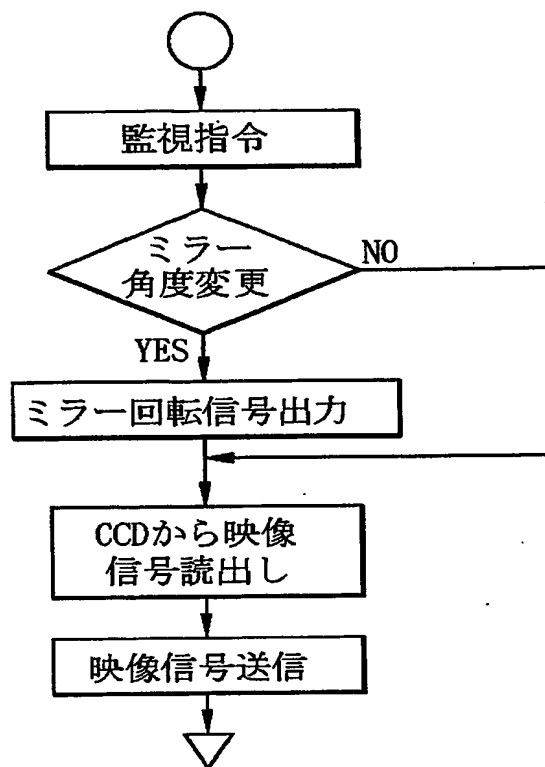 監視指令
ミラー
角度変更
NO
YES
ミラー回転信号出力
CCDから映像
信号読出し
映像信号送信